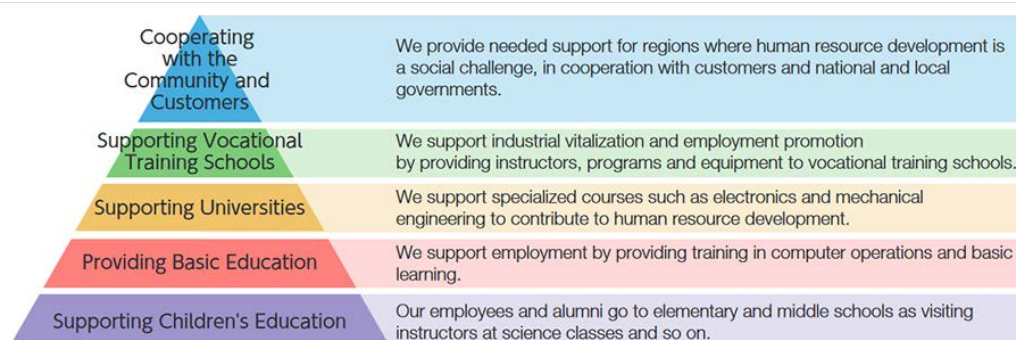 Cooperating
with the
Community and
Customers
We provide needed support for regions where human resource development is
a social challenge, in cooperation with customers and national and local
governments.
Supporting Vocational
Training Schools
We support industrial vitalization and employment promotion
by providing instructors, programs and equipment to vocational training schools.
Supporting Universities
We support specialized courses such as electronics and mechanical
engineering to contribute to human resource development.
Providing Basic Education
We support employment by providing training in computer operations and basic
learning.
Supporting Children's Education
Our employees and alumni go to elementary and middle schools as visiting
instructors at science classes and so on.